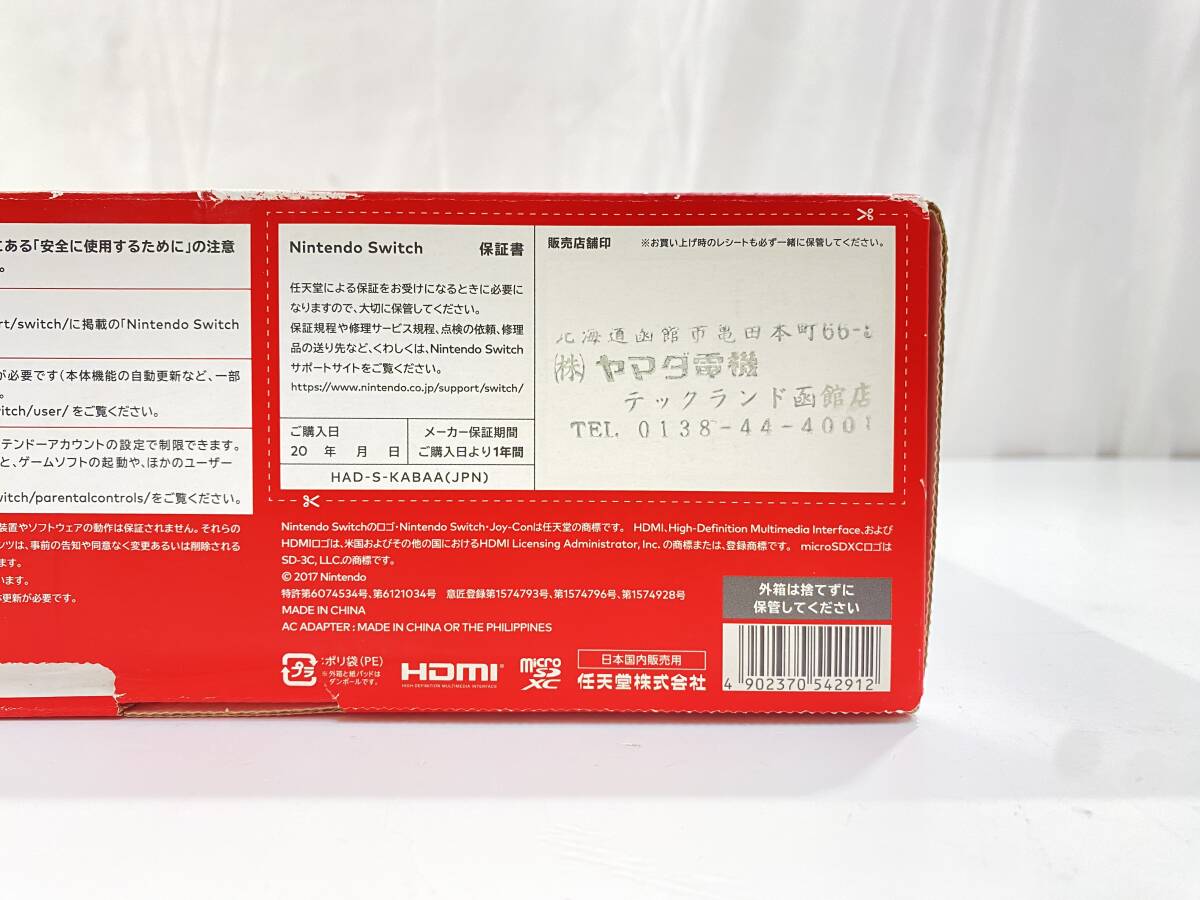 にある「安全に使用するために」の注意
。
rt/switch/に掲載の「Nintendo Switch
が必要です(本体機能の自動更新など、一部
。
itch/user/をご覧ください。
テンドーアカウントの設定で制限できます。
と、ゲームソフトの起動や、ほかのユーザー
witch/parentalcontrols/をご覧ください。
装置やソフトウェアの動作は保証されません。それらの
ンツは、事前の告知や同意なく変更あるいは削除される
ます。
います。
体更新が必要です。
Nintendo Switch 保証書
任天堂による保証をお受けになるときに必要に
なりますので、大切に保管してください。
保証規程や修理サービス規程、点検の依頼、修理
品の送り先など、くわしくは、Nintendo Switch
サポートサイトをご覧ください。
https://www.nintendo.co.jp/support/switch/
ご購入日
20 年 月 日
メーカー保証期間
ご購入日より1年間
HAD-S-KABAA(JPN)
販売店舗印 ※お買い上げ時のレシートも必ず一緒に保管してください。
北海道函館市亀田本町66-
(株)ヤマダ電機
テックランド函館店
TEL. 0138-44-4001
Nintendo Switchのロゴ・Nintendo Switch・Joy-Conは任天堂の商標です。 HDMI、High-Definition Multimedia Interface、および
HDMIロゴは、米国およびその他の国におけるHDMI Licensing Administrator, Inc. の商標または、登録商標です。 microSDXCロゴは
SD-3C, LLC.の商標です。
© 2017 Nintendo
特許第6074534号、第6121034号 意匠登録第1574793号、第1574796号、第1574928号
MADE IN CHINA
AC ADAPTER : MADE IN CHINA OR THE PHILIPPINES
プラ
:ポリ袋(PE)
※外箱と紙パッドは
ダンボールです。
HDMI
HIGH-DEFINITION MULTIMEDIA INTERFACE
micro
SD
XC
日本国内販売用
任天堂株式会社
外箱は捨てずに
保管してください
4 902370 542912